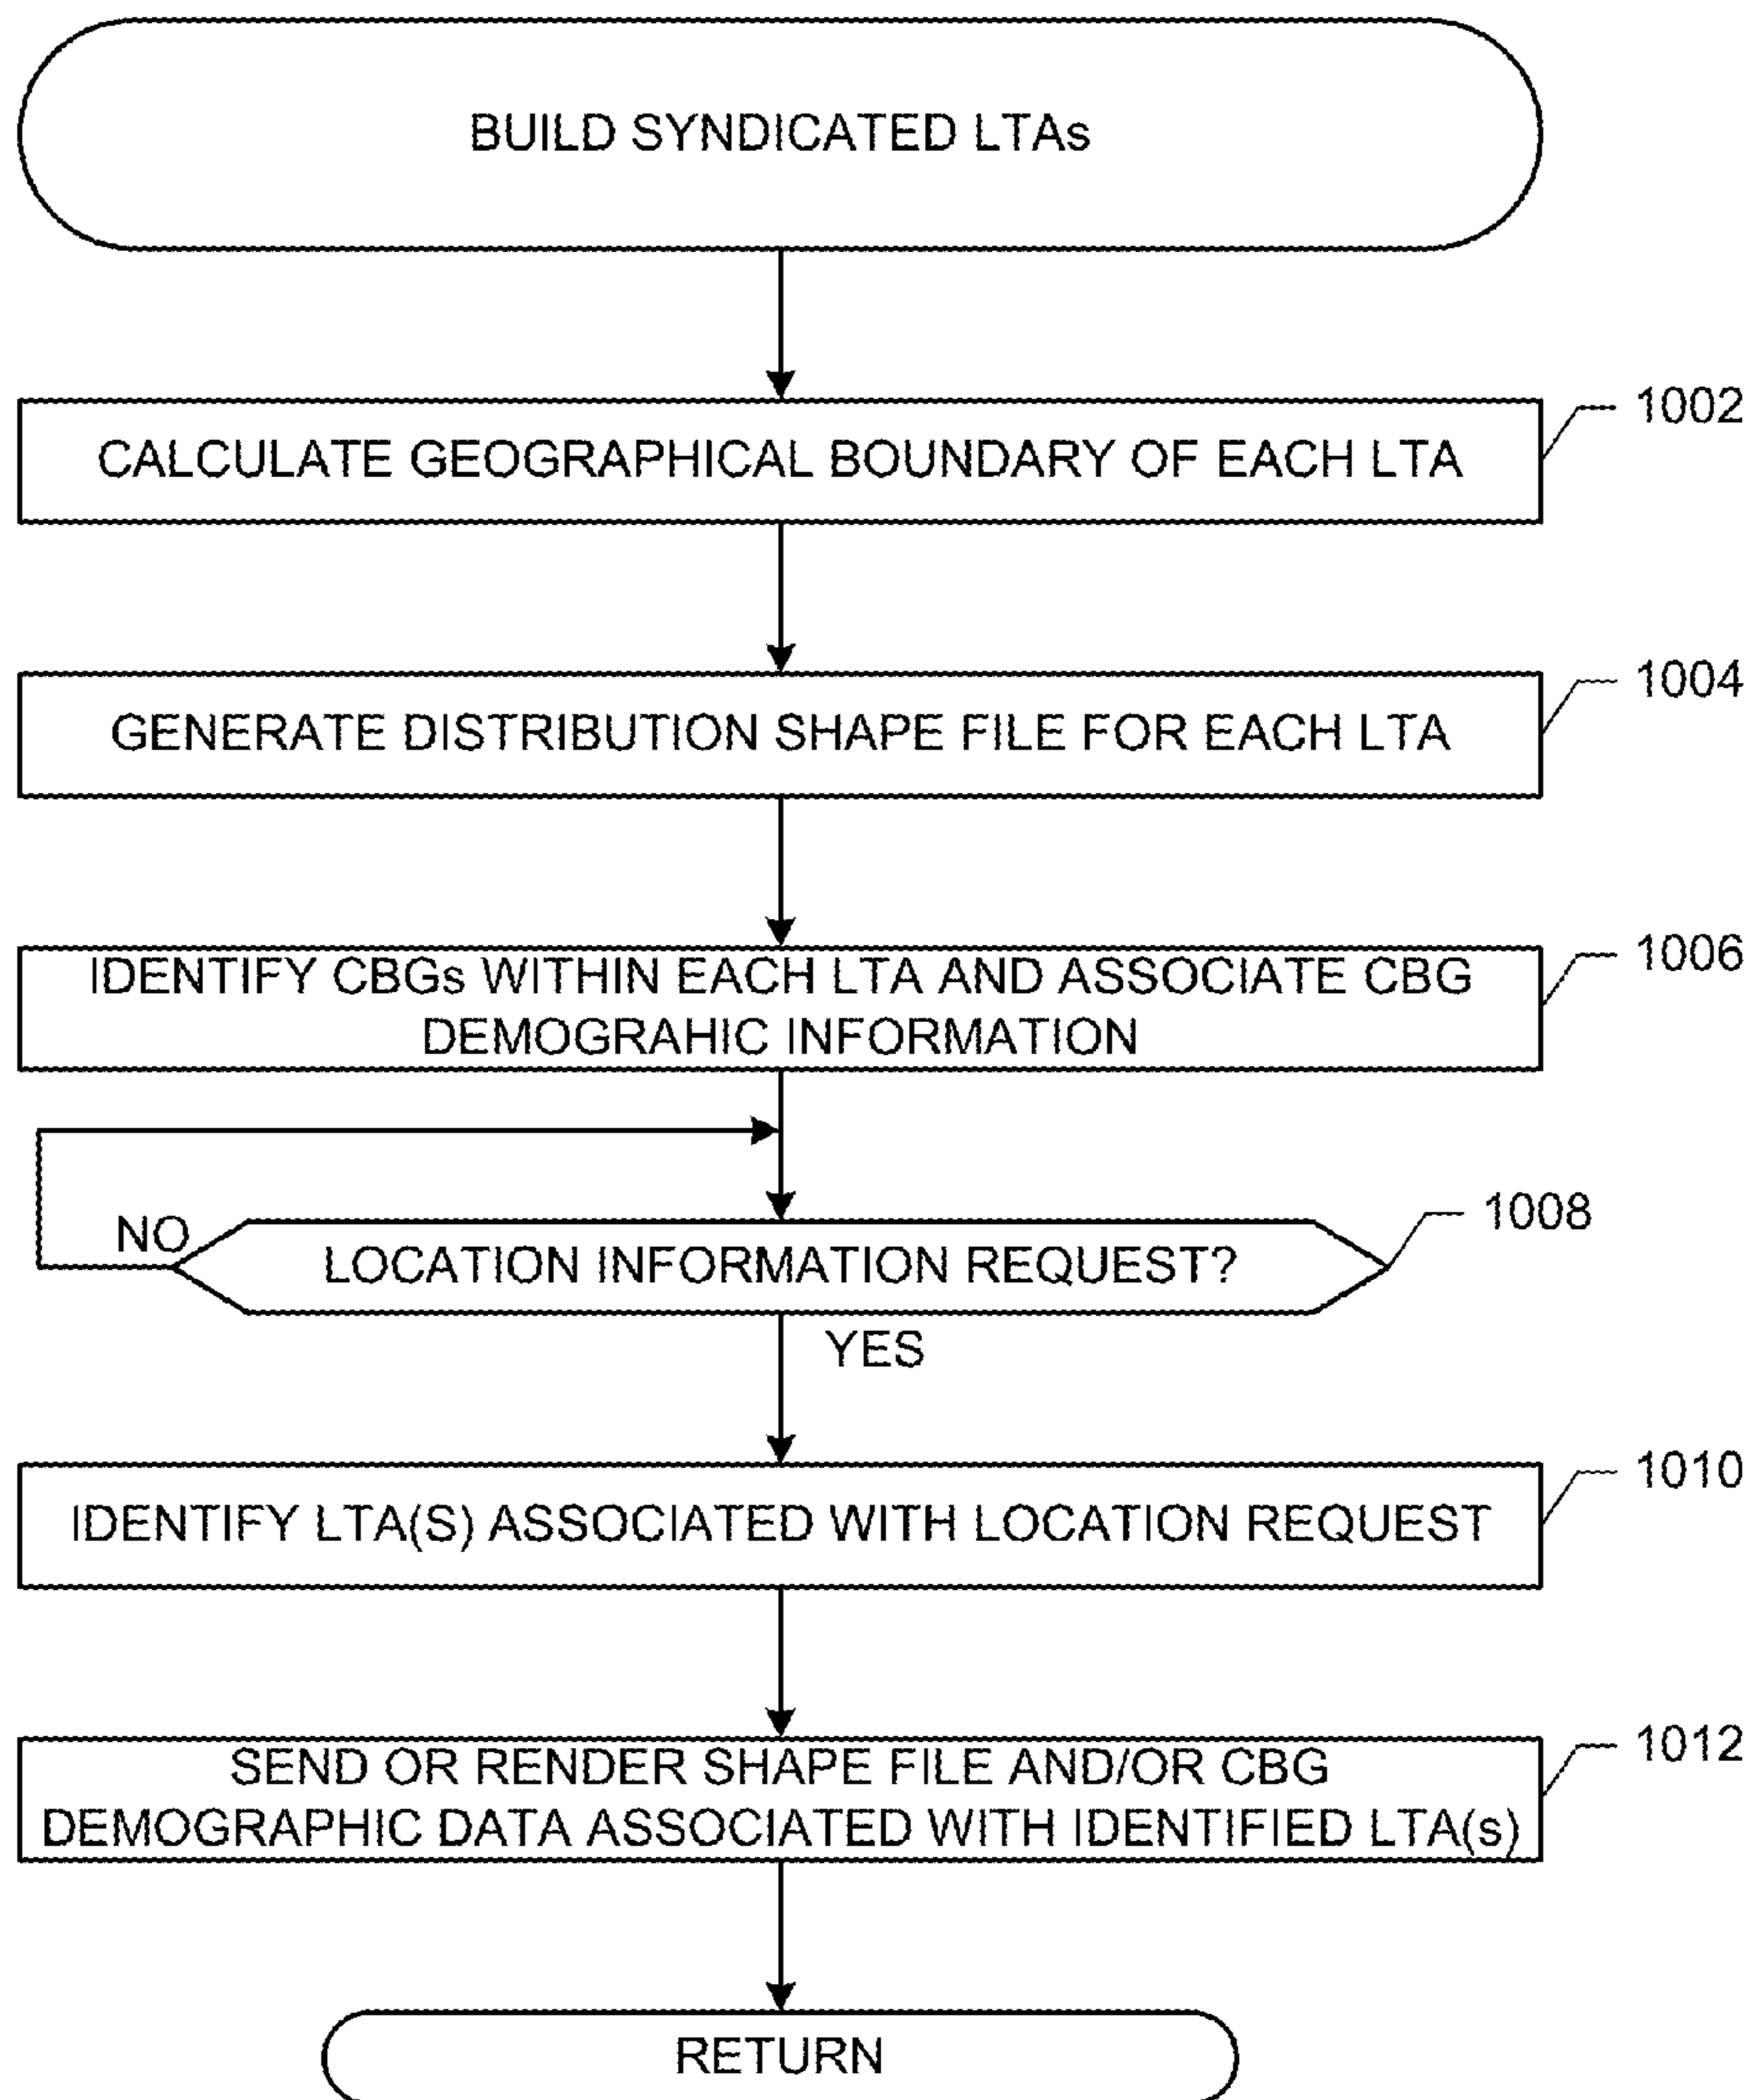 BUILD SYNDICATED LTAs
1002
CALCULATE GEOGRAPHICAL BOUNDARY OF EACH LTA
1004
GENERATE DISTRIBUTION SHAPE FILE FOR EACH LTA
1006
IDENTIFY CBGs WITHIN EACH LTA AND ASSOCIATE CBG
DEMOGRAHIC INFORMATION
1008
NO
LOCATION INFORMATION REQUEST?
YES
1010
IDENTIFY LTA(S) ASSOCIATED WITH LOCATION REQUEST
1012
SEND OR RENDER SHAPE FILE AND/OR CBG
DEMOGRAPHIC DATA ASSOCIATED WITH IDENTIFIED LTA(s)
RETURN